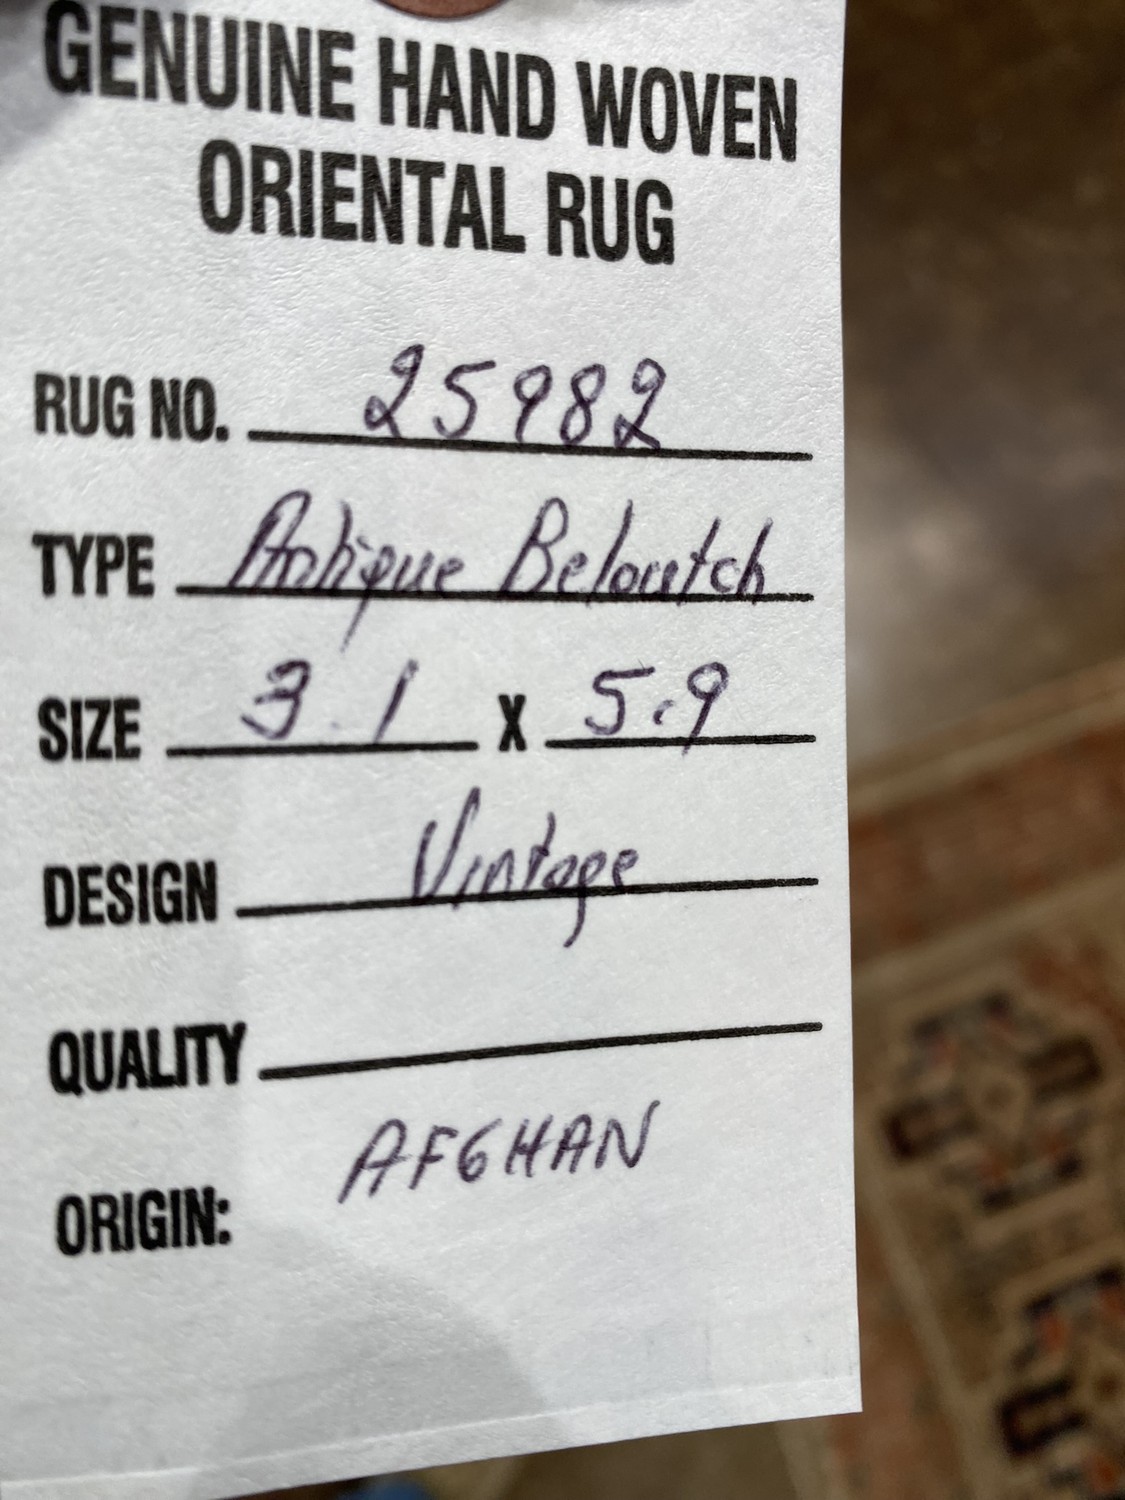 GENUINE HAND WOVEN
ORIENTAL RUG
RUG NO. 25982
TYPE Antique Beloutch
SIZE 3.1 X 5.9
DESIGN Vintage
QUALITY
ORIGIN: AFGHAN